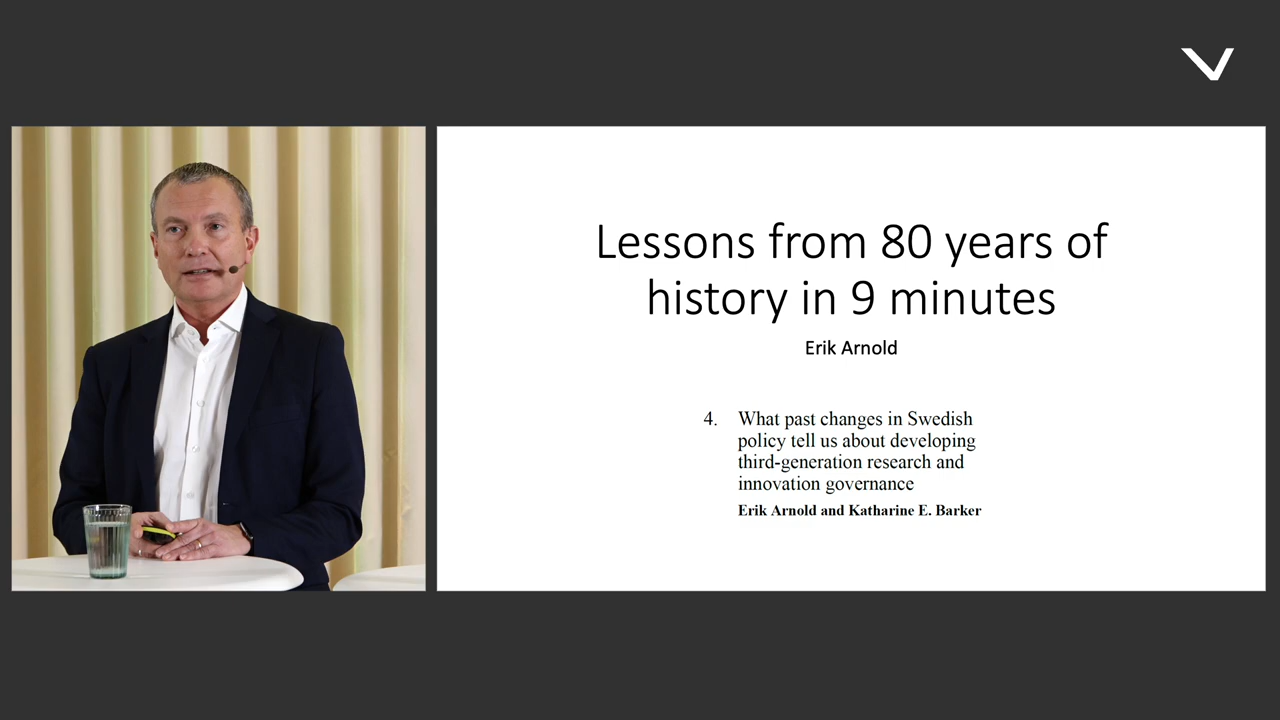 Lessons from 80 years of
history in 9 minutes
Erik Arnold
4. What past changes in Swedish
policy tell us about developing
third-generation research and
innovation governance
Erik Arnold and Katharine E. Barker